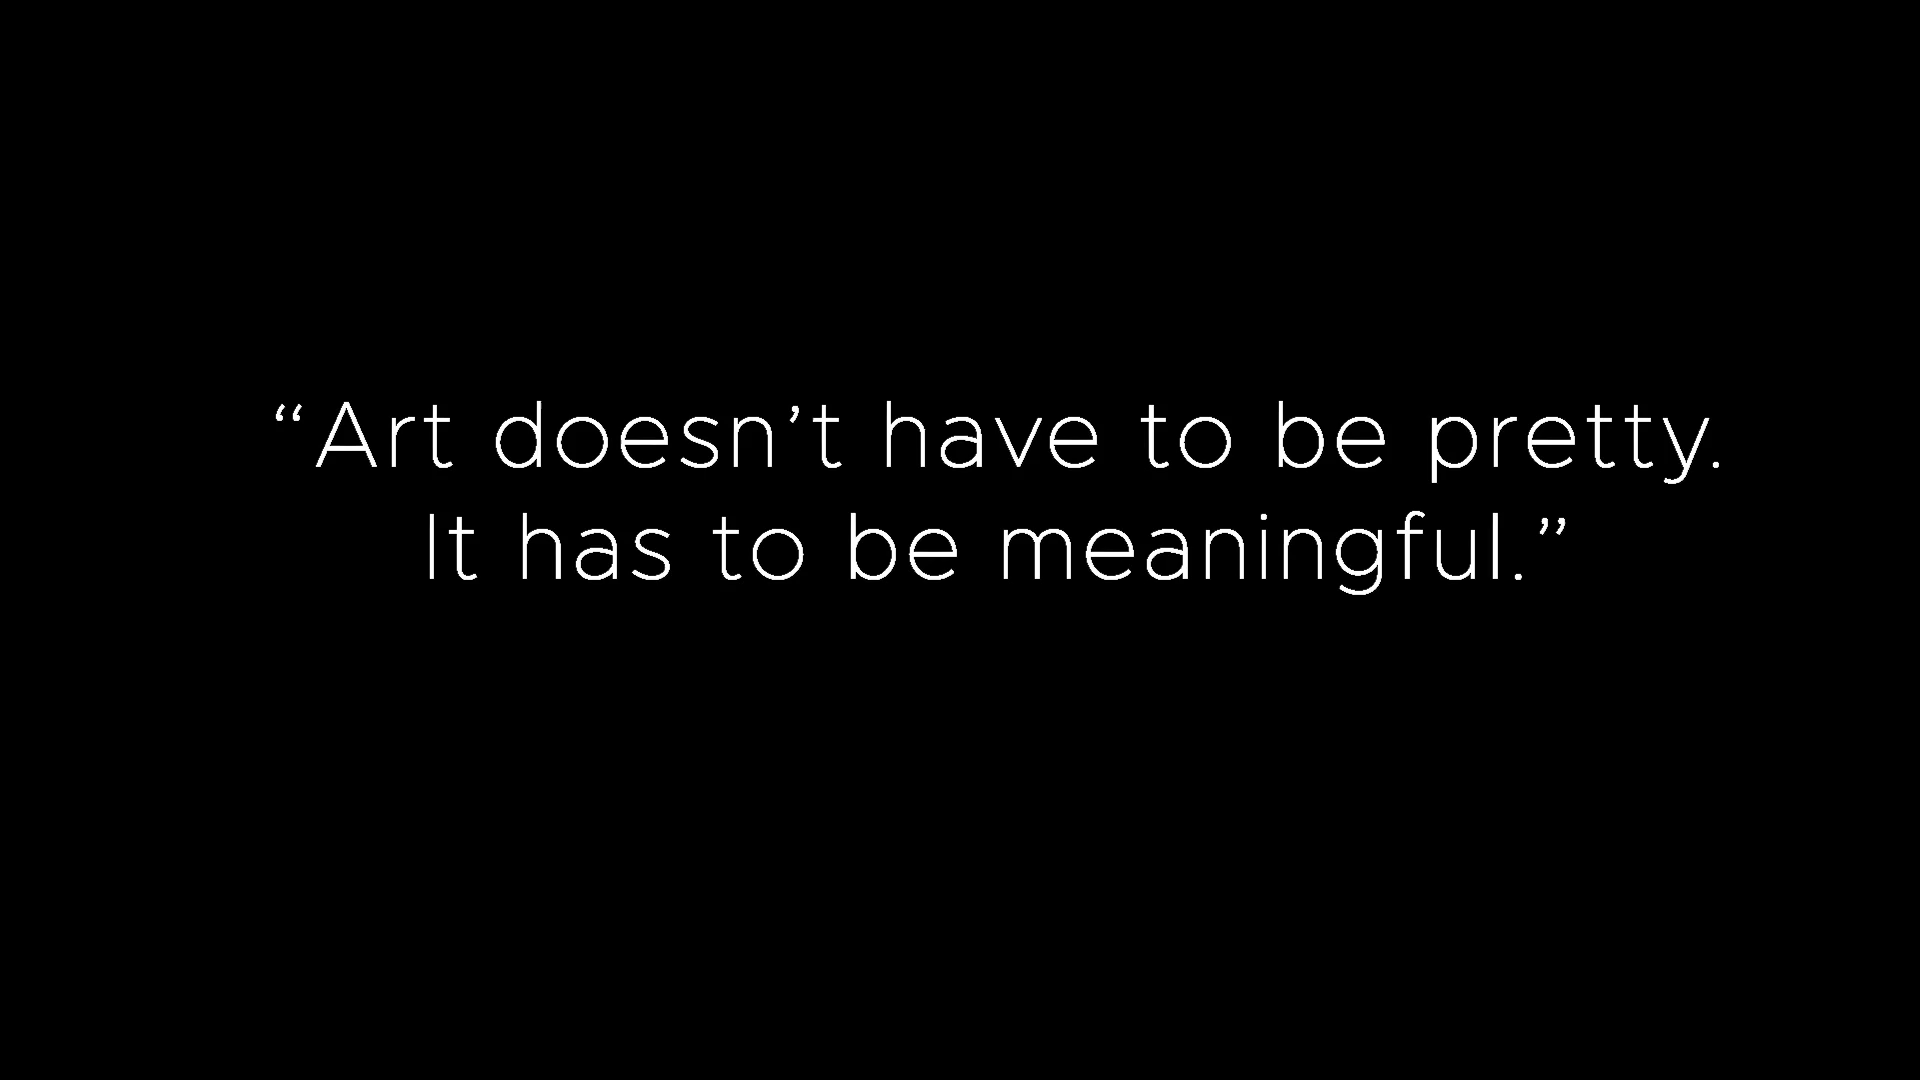 “Art doesn’t have to be pretty.
It has to be meaningful.”